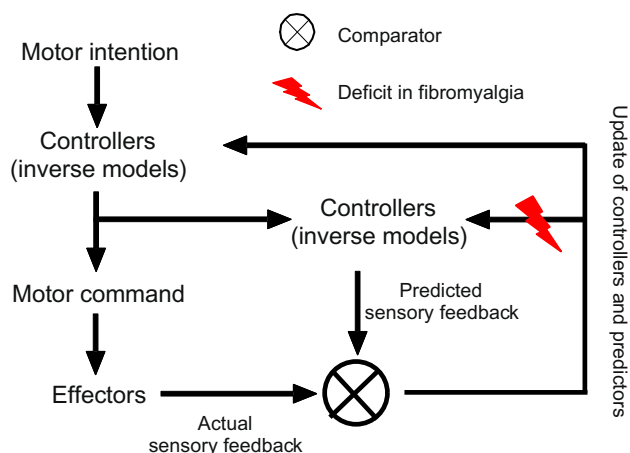 Motor intention
Comparator
Deficit in fibromyalgia
Controllers
(inverse models)
Controllers
(inverse models)
Motor command
Predicted
sensory feedback
Effectors
Actual
sensory feedback
Update of controllers and predictors